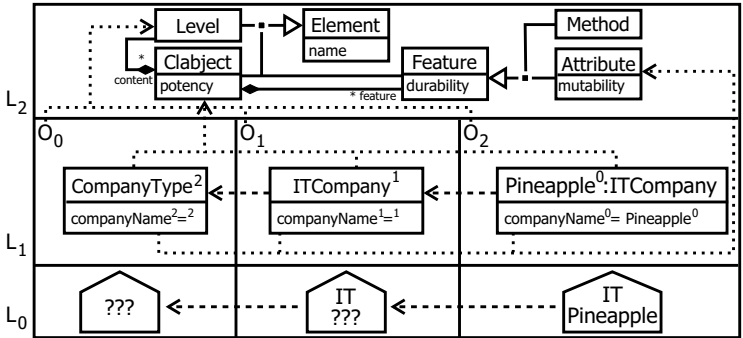 Level
Element
name
Method
*
content
Clabject
potency
* feature
Feature
durability
Attribute
mutability
L2
O0
O1
O2
CompanyType²
companyName²=²
ITCompany¹
companyName¹=¹
Pineapple⁰:ITCompany
companyName⁰= Pineapple⁰
L1
???
IT
???
IT
Pineapple
L0